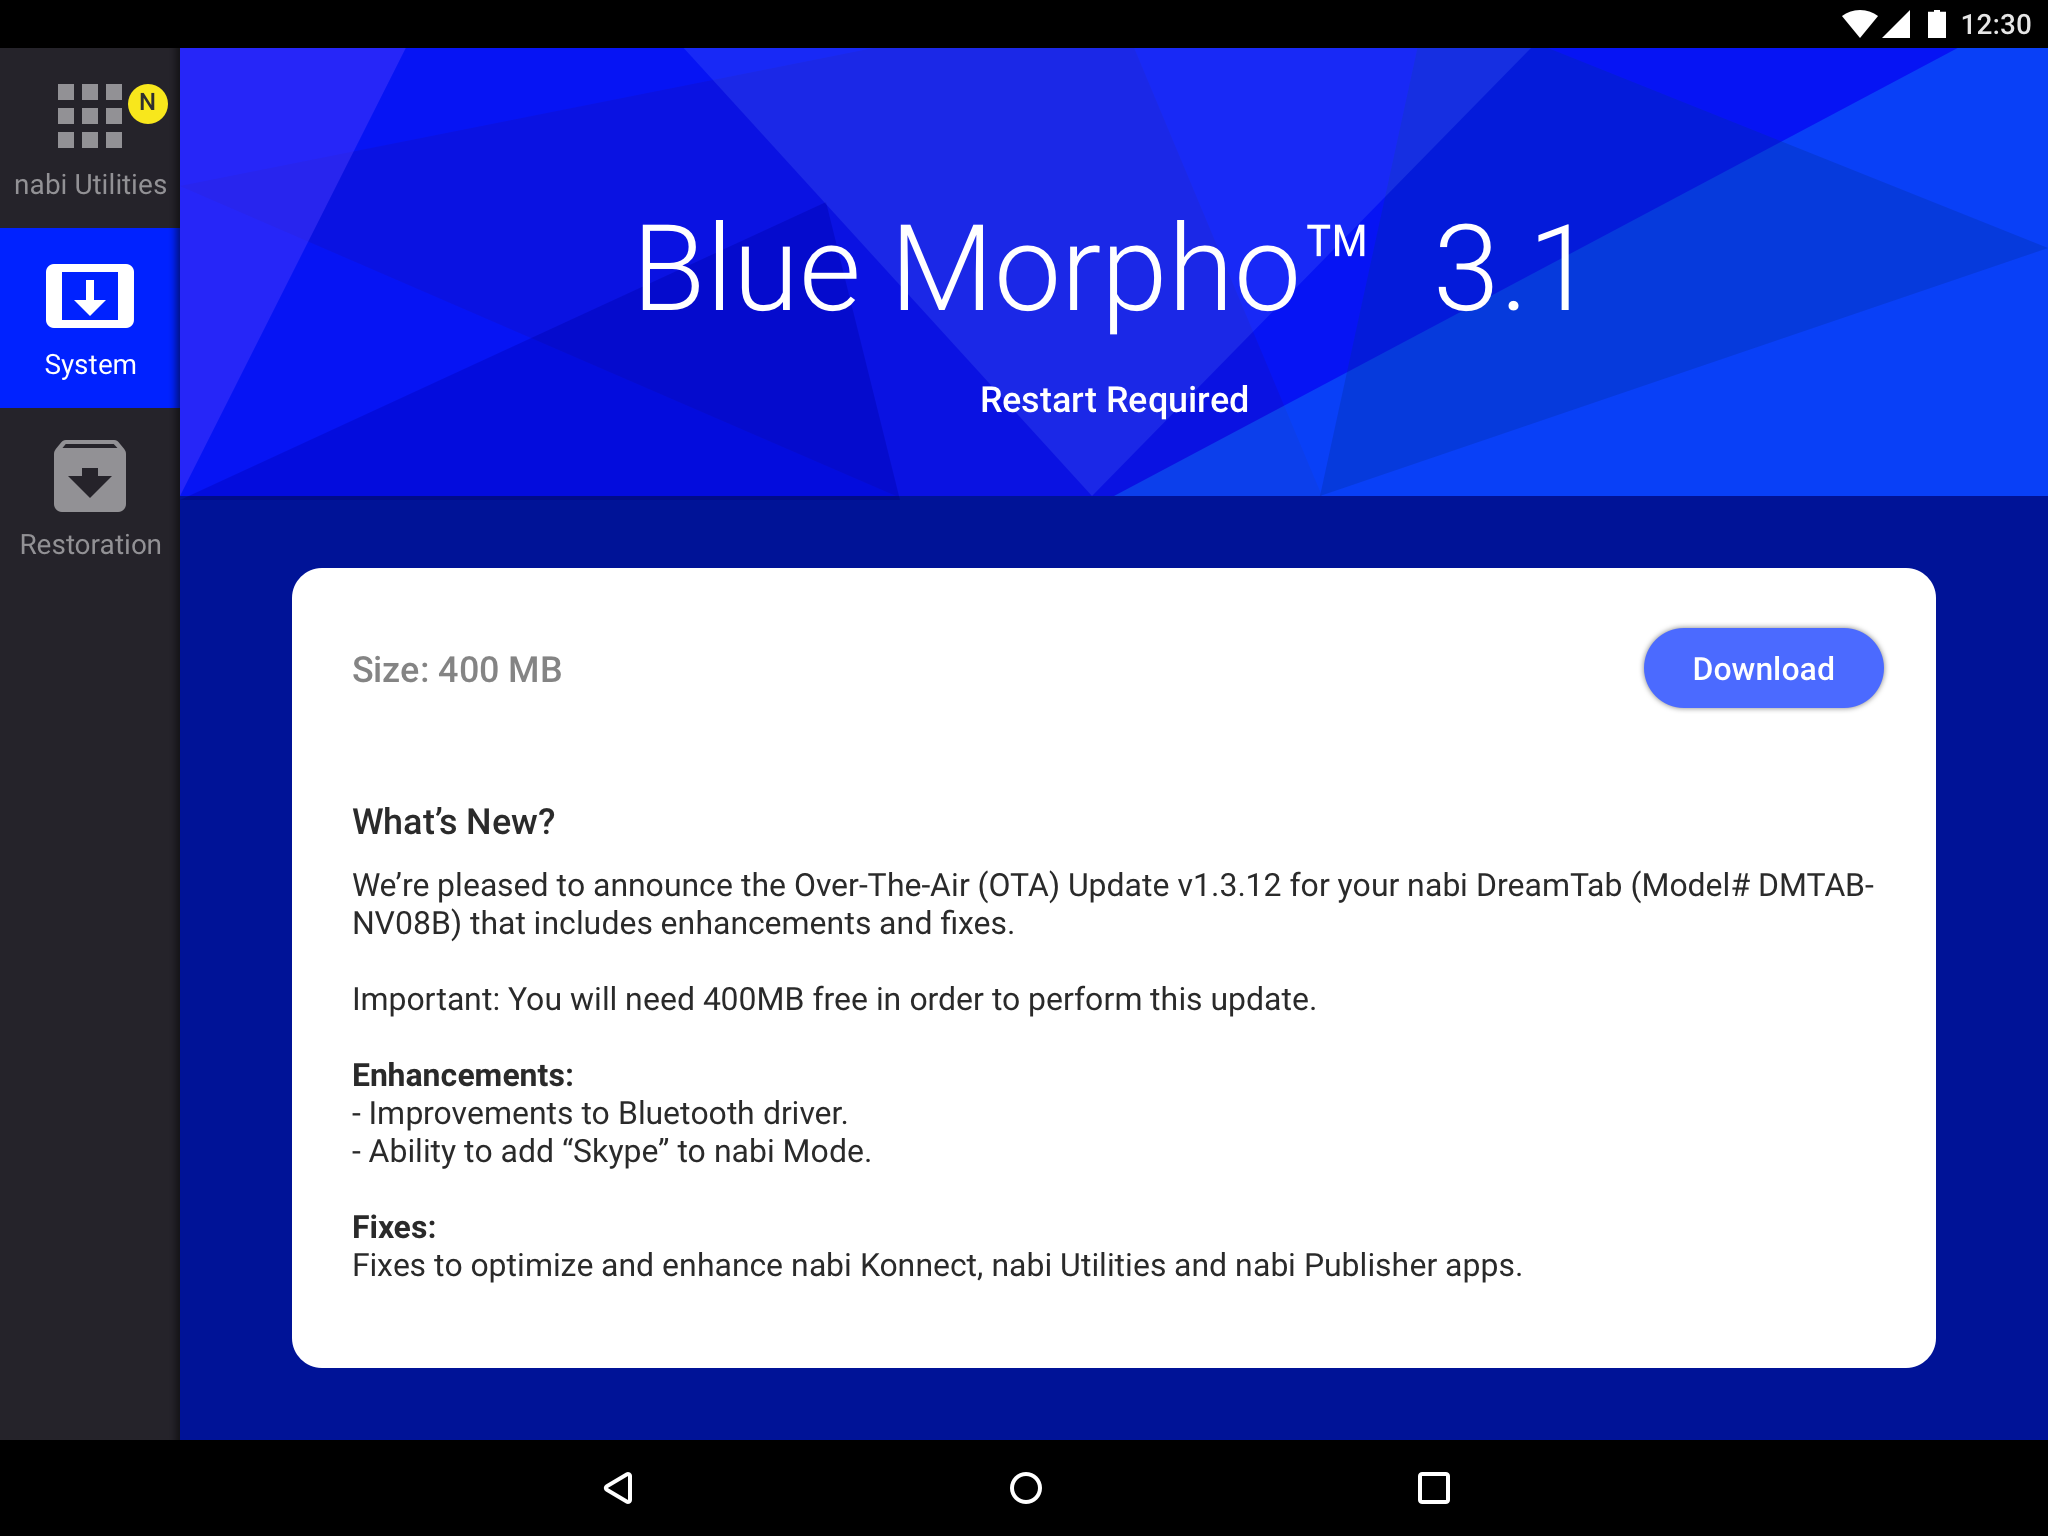 12:30
N
nabi Utilities
System
Restoration
Blue Morpho™ 3.1
Restart Required
Size: 400 MB
Download
What’s New?
We’re pleased to announce the Over-The-Air (OTA) Update v1.3.12 for your nabi DreamTab (Model# DMTAB-
NV08B) that includes enhancements and fixes.
Important: You will need 400MB free in order to perform this update.
Enhancements:
- Improvements to Bluetooth driver.
- Ability to add “Skype” to nabi Mode.
Fixes:
Fixes to optimize and enhance nabi Konnect, nabi Utilities and nabi Publisher apps.